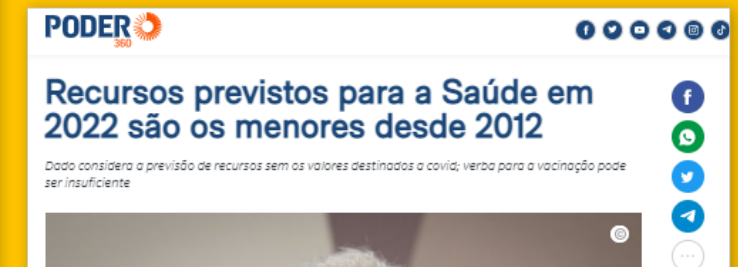 PODER
360
Recursos previstos para a Saúde em
2022 são os menores desde 2012
Dado considera a previsão de recursos sem os valores destinados a covid; verba para a vacinação pode
ser insuficiente
©